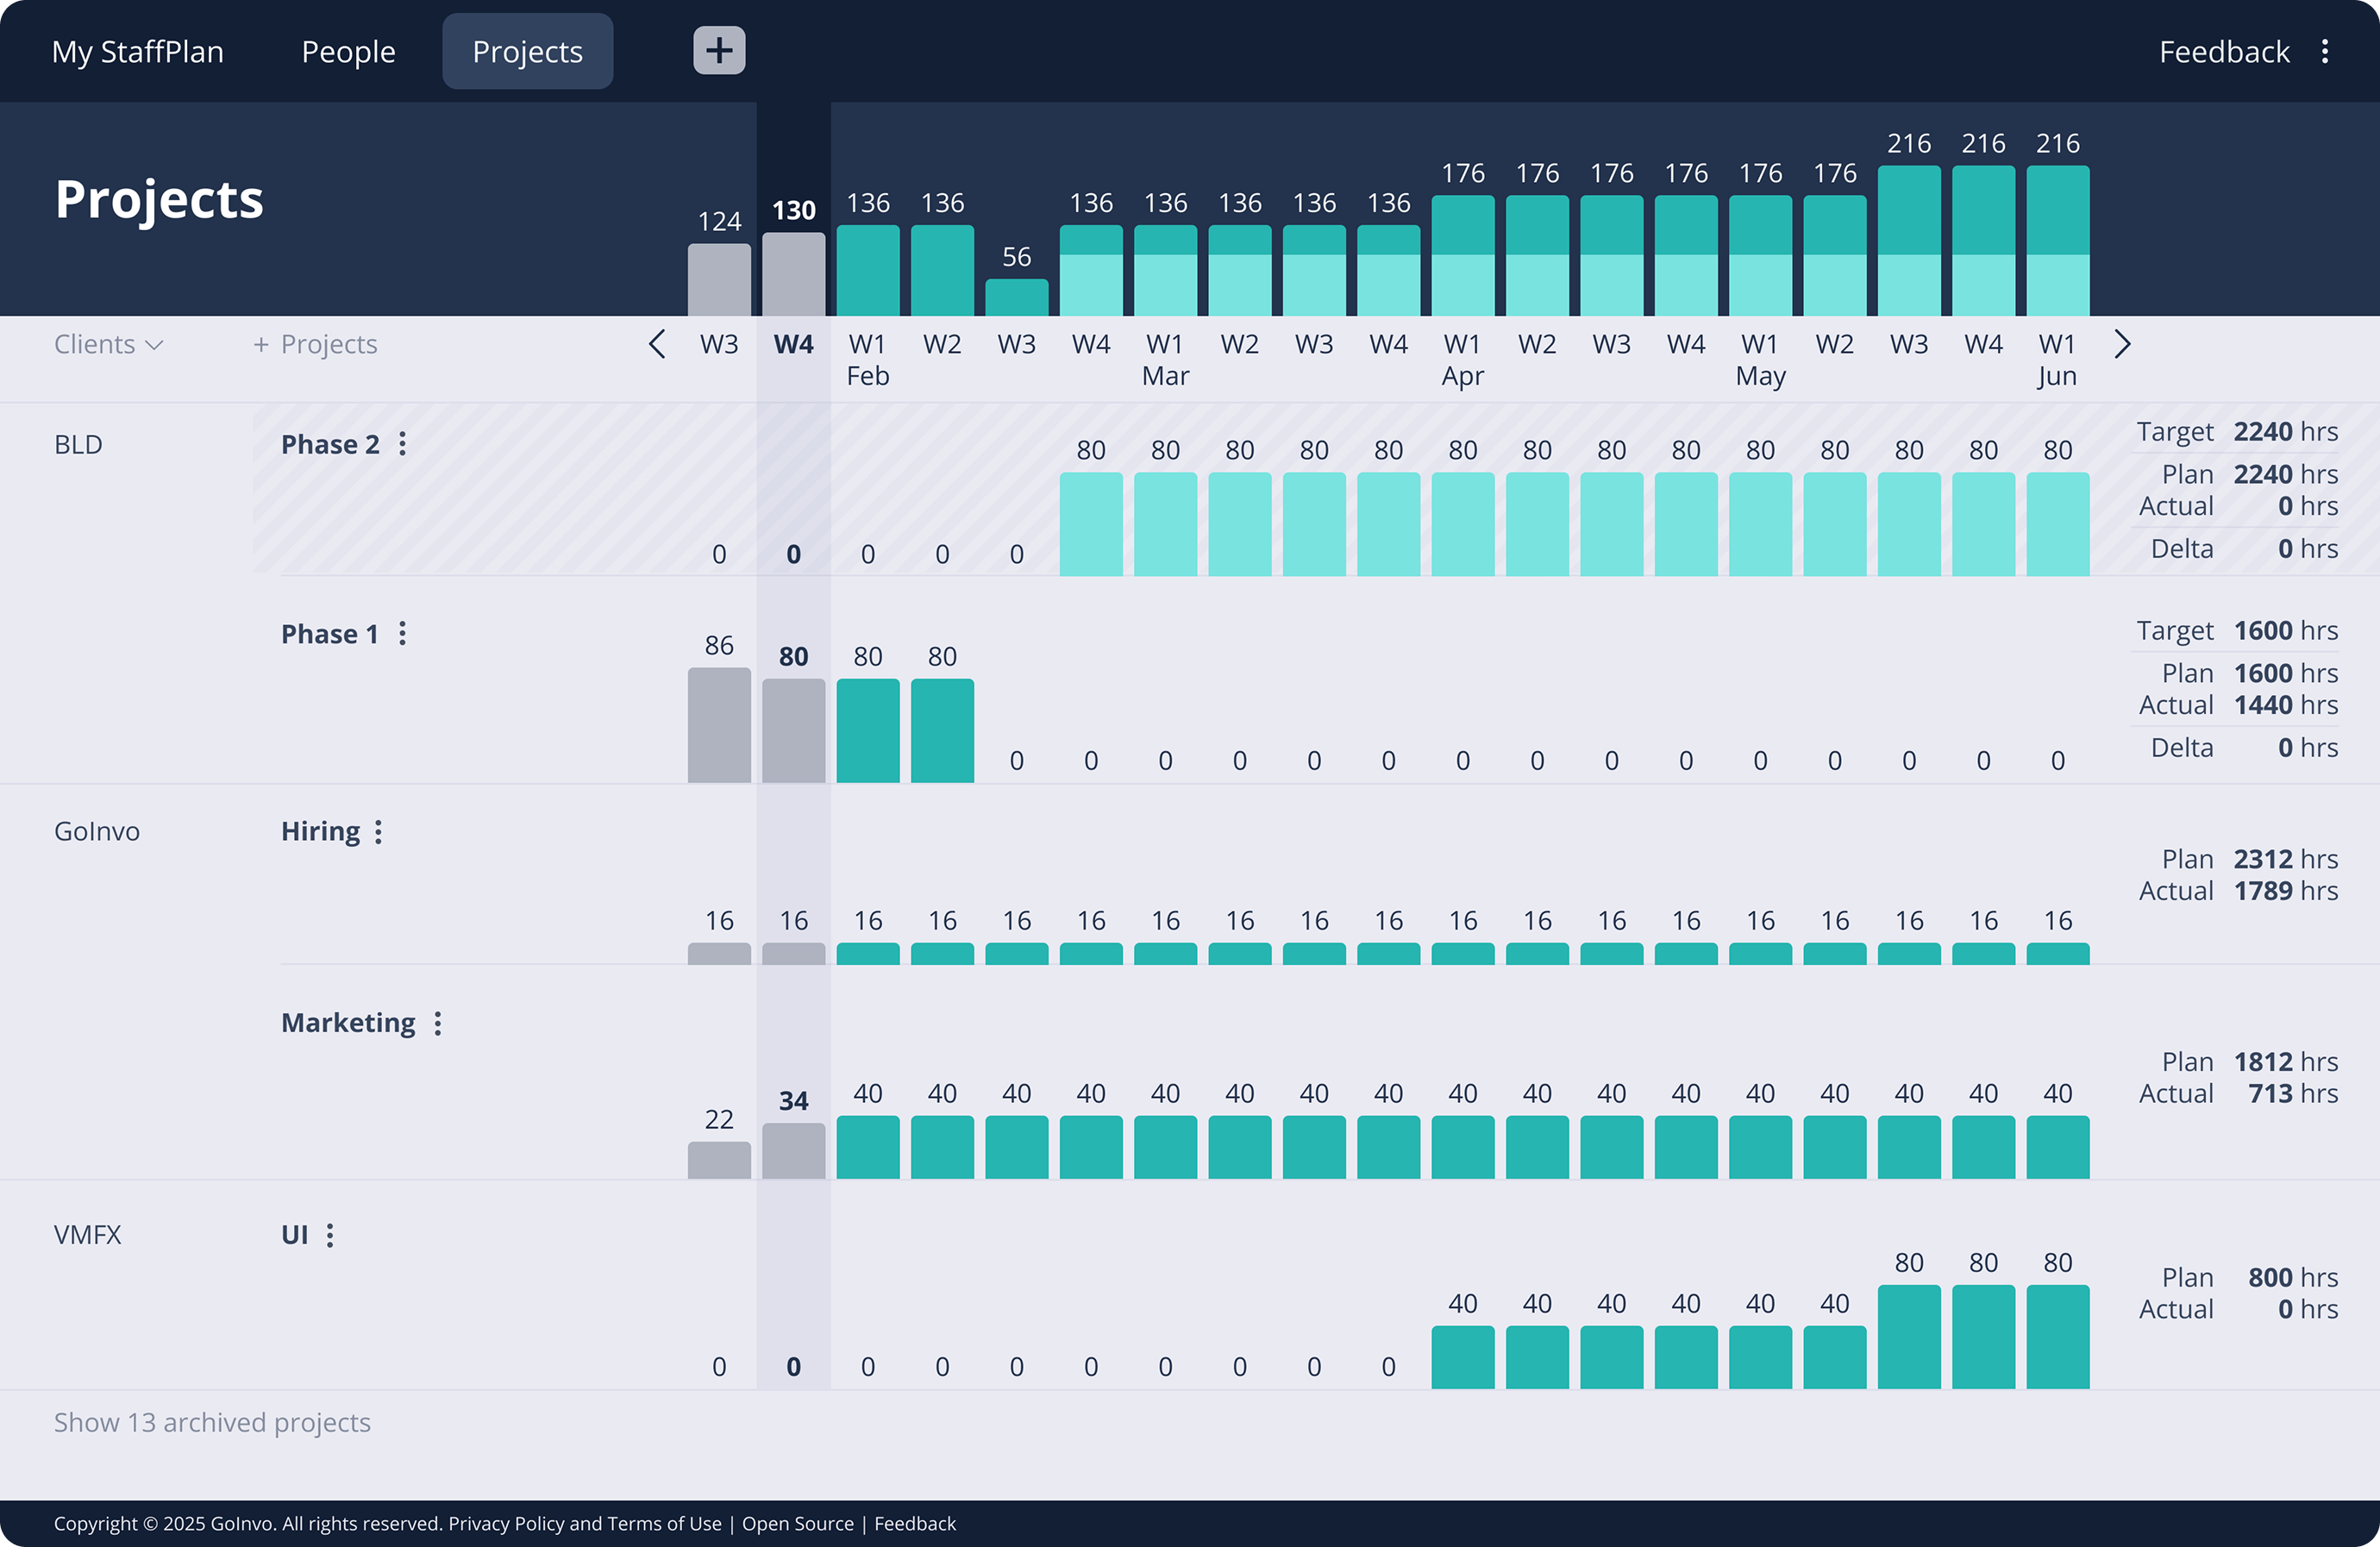 My StaffPlan People Projects + Feedback
Projects
124 130 136 136 56 136 136 136 136 136 176 176 176 176 176 176 216 216 216
Clients + Projects W3 W4 W1 W2 W3 W4 W1 W2 W3 W4 W1 W2 W3 W4 W1 W2 W3 W4 W1
Feb Mar Apr May Jun
BLD Phase 2
0 0 0 0 0 80 80 80 80 80 80 80 80 80 80 80 80 80 80
Target 2240 hrs
Plan 2240 hrs
Actual 0 hrs
Delta 0 hrs
Phase 1
86 80 80 80 0 0 0 0 0 0 0 0 0 0 0 0 0 0 0
Target 1600 hrs
Plan 1600 hrs
Actual 1440 hrs
Delta 0 hrs
GoInvo Hiring
16 16 16 16 16 16 16 16 16 16 16 16 16 16 16 16 16 16 16
Plan 2312 hrs
Actual 1789 hrs
Marketing
22 34 40 40 40 40 40 40 40 40 40 40 40 40 40 40 40 40 40
Plan 1812 hrs
Actual 713 hrs
VMFX UI
0 0 0 0 0 0 0 0 0 0 40 40 40 40 40 40 80 80 80
Plan 800 hrs
Actual 0 hrs
Show 13 archived projects
Copyright © 2025 GoInvo. All rights reserved. Privacy Policy and Terms of Use | Open Source | Feedback